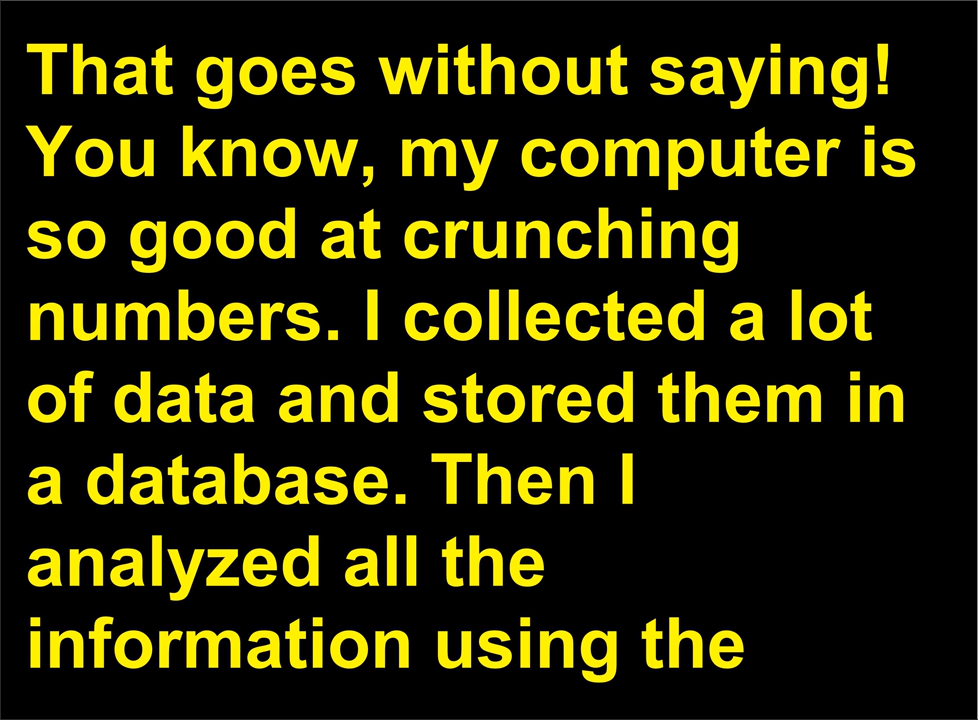 That goes without saying!
You know, my computer is
so good at crunching
numbers. I collected a lot
of data and stored them in
a database. Then I
analyzed all the
information using the